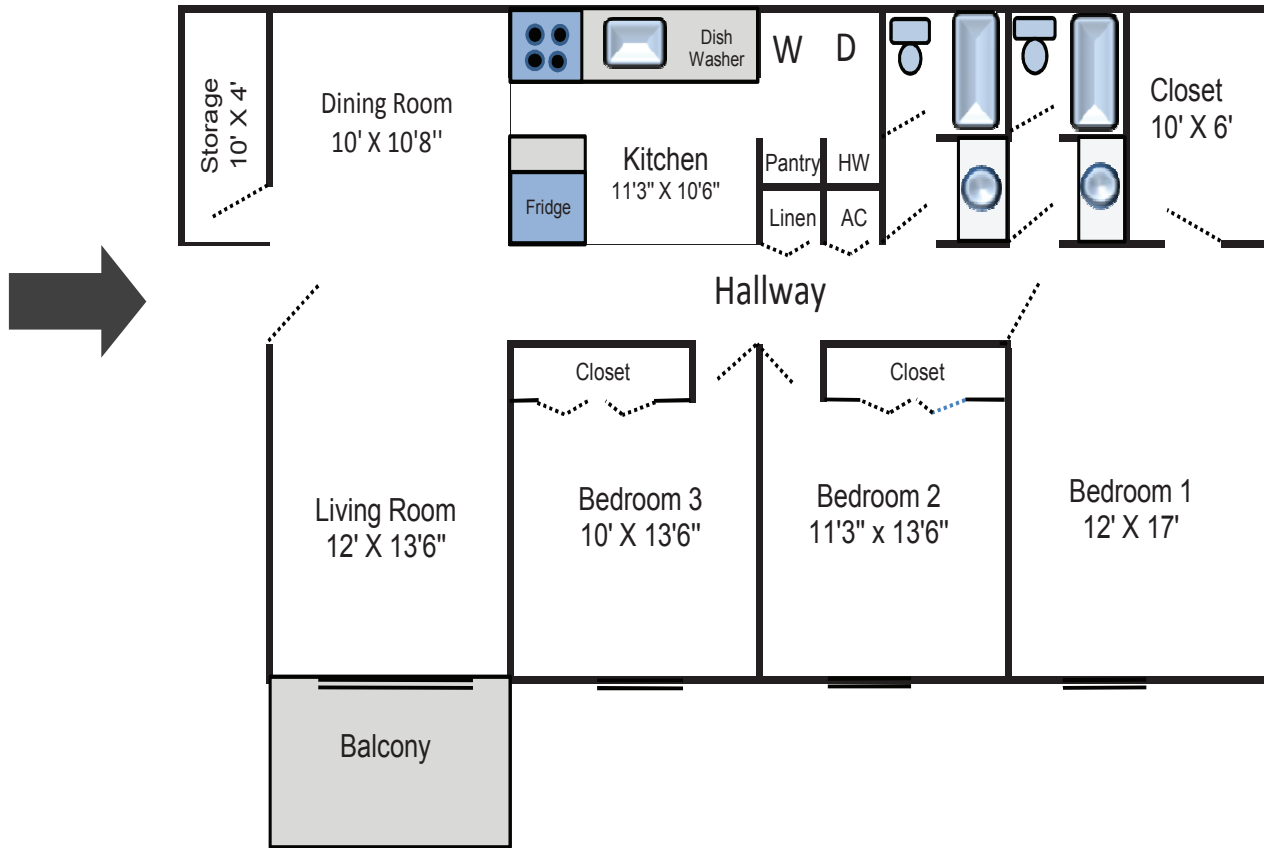 Storage
10' X 4'
Dining Room
10' X 10'8''
Dish
Washer
W
D
Closet
10' X 6'
Kitchen
11'3" X 10'6"
Fridge
Pantry
HW
Linen
AC
Hallway
Closet
Closet
Living Room
12' X 13'6"
Bedroom 3
10' X 13'6"
Bedroom 2
11'3" x 13'6"
Bedroom 1
12' X 17'
Balcony